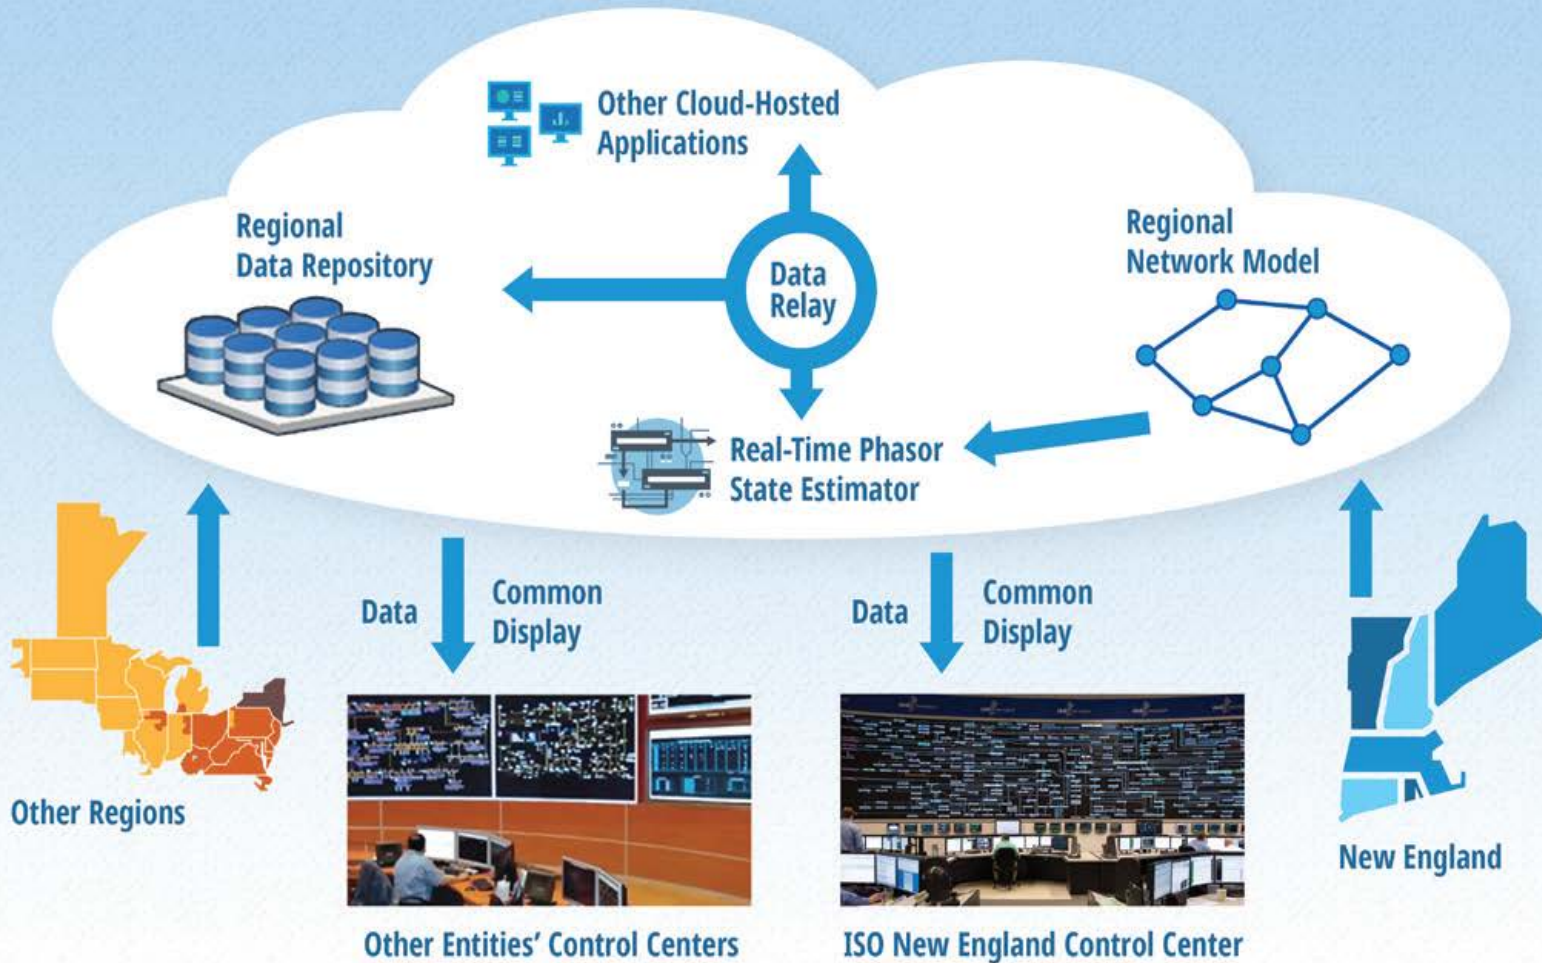 Other Cloud-Hosted
Applications
Regional
Data Repository
Data
Relay
Regional
Network Model
Real-Time Phasor
State Estimator
Data
Common
Display
Data
Common
Display
Other Regions
New England
Other Entities’ Control Centers
ISO New England Control Center